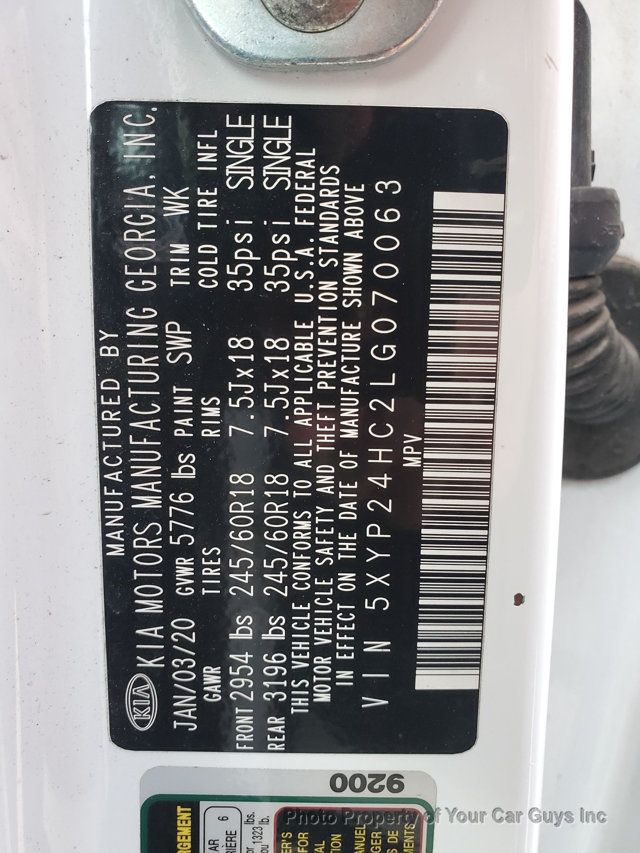 MANUFACTURED BY
KIA KIA MOTORS MANUFACTURING GEORGIA, INC.
JAN/03/20 GVWR 5776 lbs PAINT SWP TRIM WK
GAWR TIRES RIMS COLD TIRE INFL
FRONT 2954 lbs 245/60R18 7.5Jx18 35psi SINGLE
REAR 3196 lbs 245/60R18 7.5Jx18 35psi SINGLE
THIS VEHICLE CONFORMS TO ALL APPLICABLE U.S.A. FEDERAL
MOTOR VEHICLE SAFETY AND THEFT PREVENTION STANDARDS
IN EFFECT ON THE DATE OF MANUFACTURE SHOWN ABOVE
VIN 5XYP24HC2LG070063
MPV
9200
6
Photo Property of Your Car Guys Inc